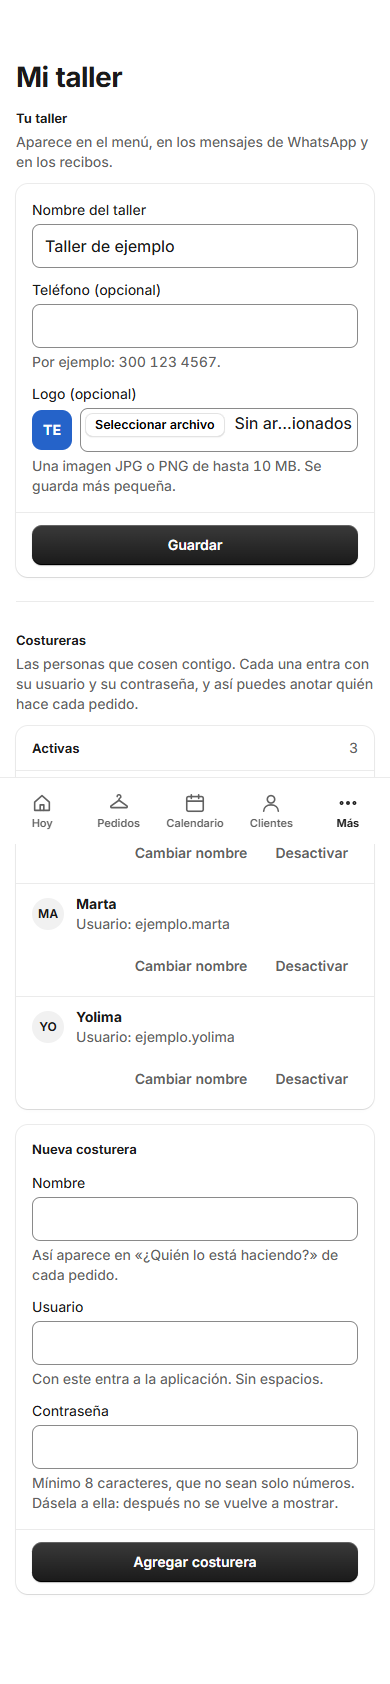 Mi taller
Tu taller
Aparece en el menú, en los mensajes de WhatsApp y
en los recibos.
Nombre del taller
Taller de ejemplo
Teléfono (opcional)
Por ejemplo: 300 123 4567.
Logo (opcional)
TE
Seleccionar archivo
Sin ar...ionados
Una imagen JPG o PNG de hasta 10 MB. Se
guarda más pequeña.
Guardar
Costureras
Las personas que cosen contigo. Cada una entra con
su usuario y su contraseña, y así puedes anotar quién
hace cada pedido.
Activas 3
Hoy Pedidos Calendario Clientes Más
Cambiar nombre Desactivar
MA
Marta
Usuario: ejemplo.marta
Cambiar nombre Desactivar
YO
Yolima
Usuario: ejemplo.yolima
Cambiar nombre Desactivar
Nueva costurera
Nombre
Así aparece en «¿Quién lo está haciendo?» de
cada pedido.
Usuario
Con este entra a la aplicación. Sin espacios.
Contraseña
Mínimo 8 caracteres, que no sean solo números.
Dásela a ella: después no se vuelve a mostrar.
Agregar costurera